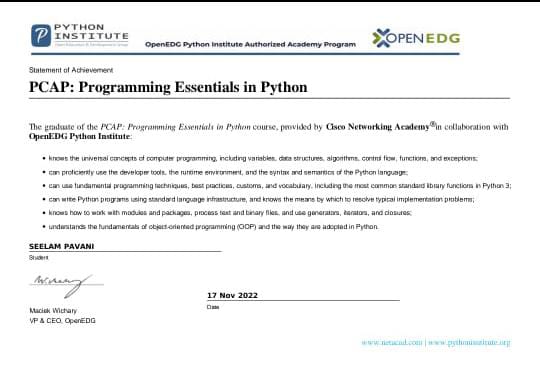 PYTHON
INSTITUTE
Open Education & Development Group
OpenEDG Python Institute Authorized Academy Program
OPENEDG
Statement of Achievement
PCAP: Programming Essentials in Python
The graduate of the PCAP: Programming Essentials in Python course, provided by Cisco Networking Academy®in collaboration with
OpenEDG Python Institute:
• knows the universal concepts of computer programming, including variables, data structures, algorithms, control flow, functions, and exceptions;
• can proficiently use the developer tools, the runtime environment, and the syntax and semantics of the Python language;
• can use fundamental programming techniques, best practices, customs, and vocabulary, including the most common standard library functions in Python 3;
• can write Python programs using standard language infrastructure, and knows the means by which to resolve typical implementation problems;
• knows how to work with modules and packages, process text and binary files, and use generators, iterators, and closures;
• understands the fundamentals of object-oriented programming (OOP) and the way they are adopted in Python.
SEELAM PAVANI
Student
17 Nov 2022
Date
Maciek Wichary
VP & CEO, OpenEDG
www.netacad.com | www.pythoninstitute.org